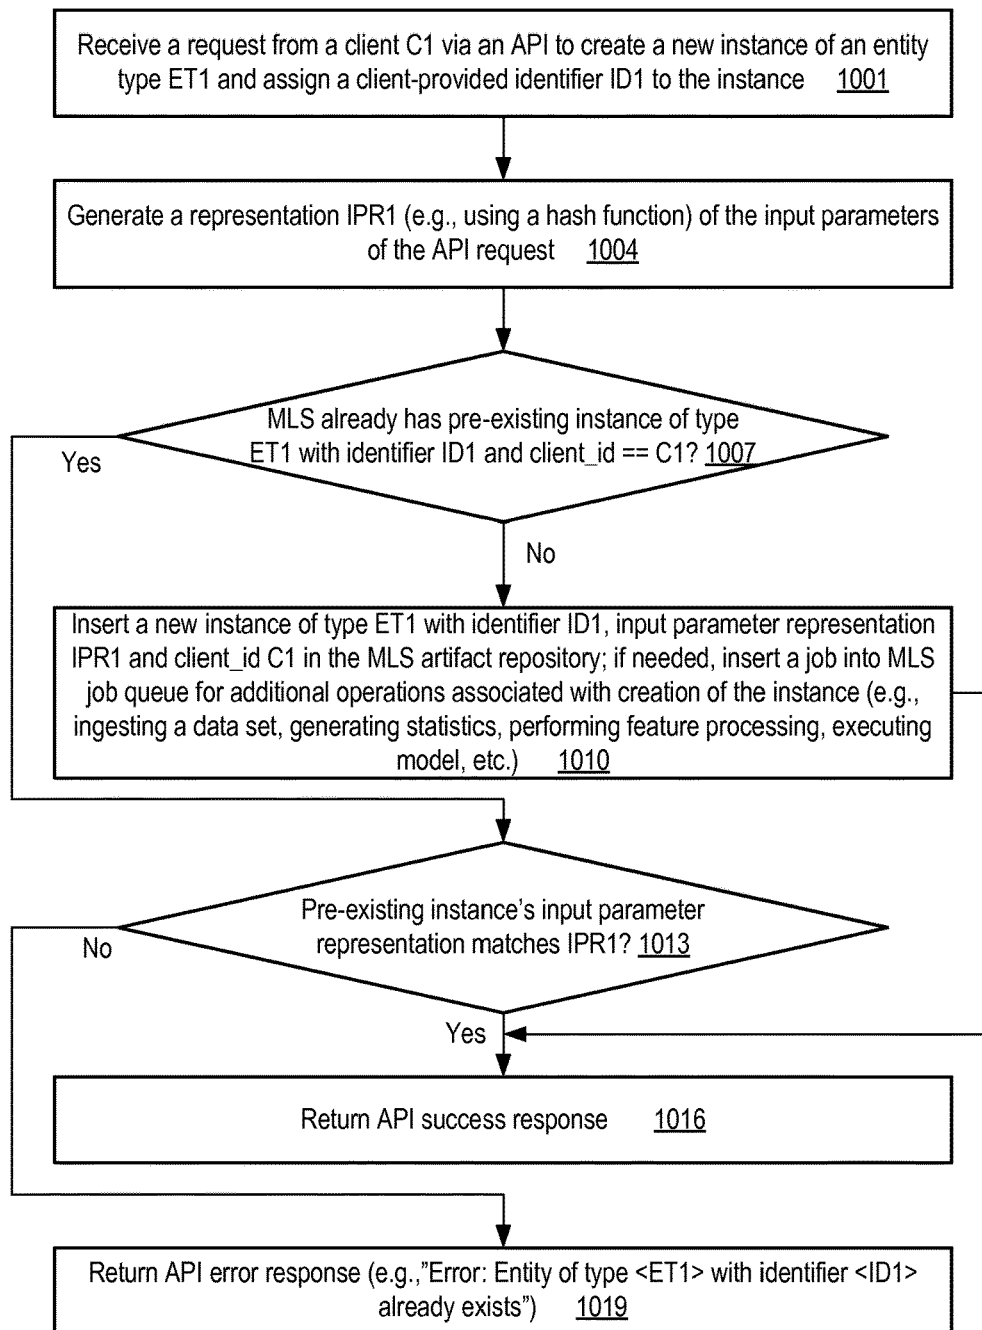 Receive a request from a client C1 via an API to create a new instance of an entity
type ET1 and assign a client-provided identifier ID1 to the instance 1001
Generate a representation IPR1 (e.g., using a hash function) of the input parameters
of the API request 1004
MLS already has pre-existing instance of type
ET1 with identifier ID1 and client_id == C1? 1007
Yes
No
Insert a new instance of type ET1 with identifier ID1, input parameter representation
IPR1 and client_id C1 in the MLS artifact repository; if needed, insert a job into MLS
job queue for additional operations associated with creation of the instance (e.g.,
ingesting a data set, generating statistics, performing feature processing, executing
model, etc.) 1010
Pre-existing instance’s input parameter
representation matches IPR1? 1013
No
Yes
Return API success response 1016
Return API error response (e.g.,”Error: Entity of type <ET1> with identifier <ID1>
already exists”) 1019